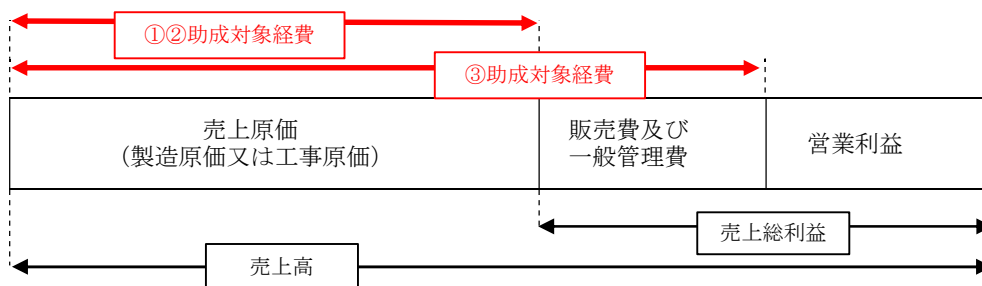 ①②助成対象経費
③助成対象経費
売上原価
（製造原価又は工事原価）
販売費及び
一般管理費
営業利益
売上総利益
売上高